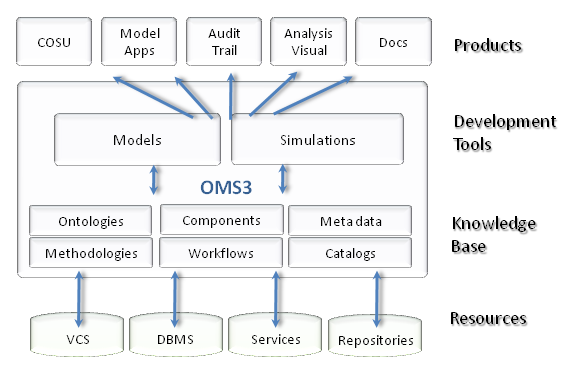 COSU
Model
Apps
Audit
Trail
Analysis
Visual
Docs
Products
Models
Simulations
Development
Tools
OMS3
Ontologies
Components
Meta data
Methodologies
Workflows
Catalogs
Knowledge
Base
VCS
DBMS
Services
Repositories
Resources